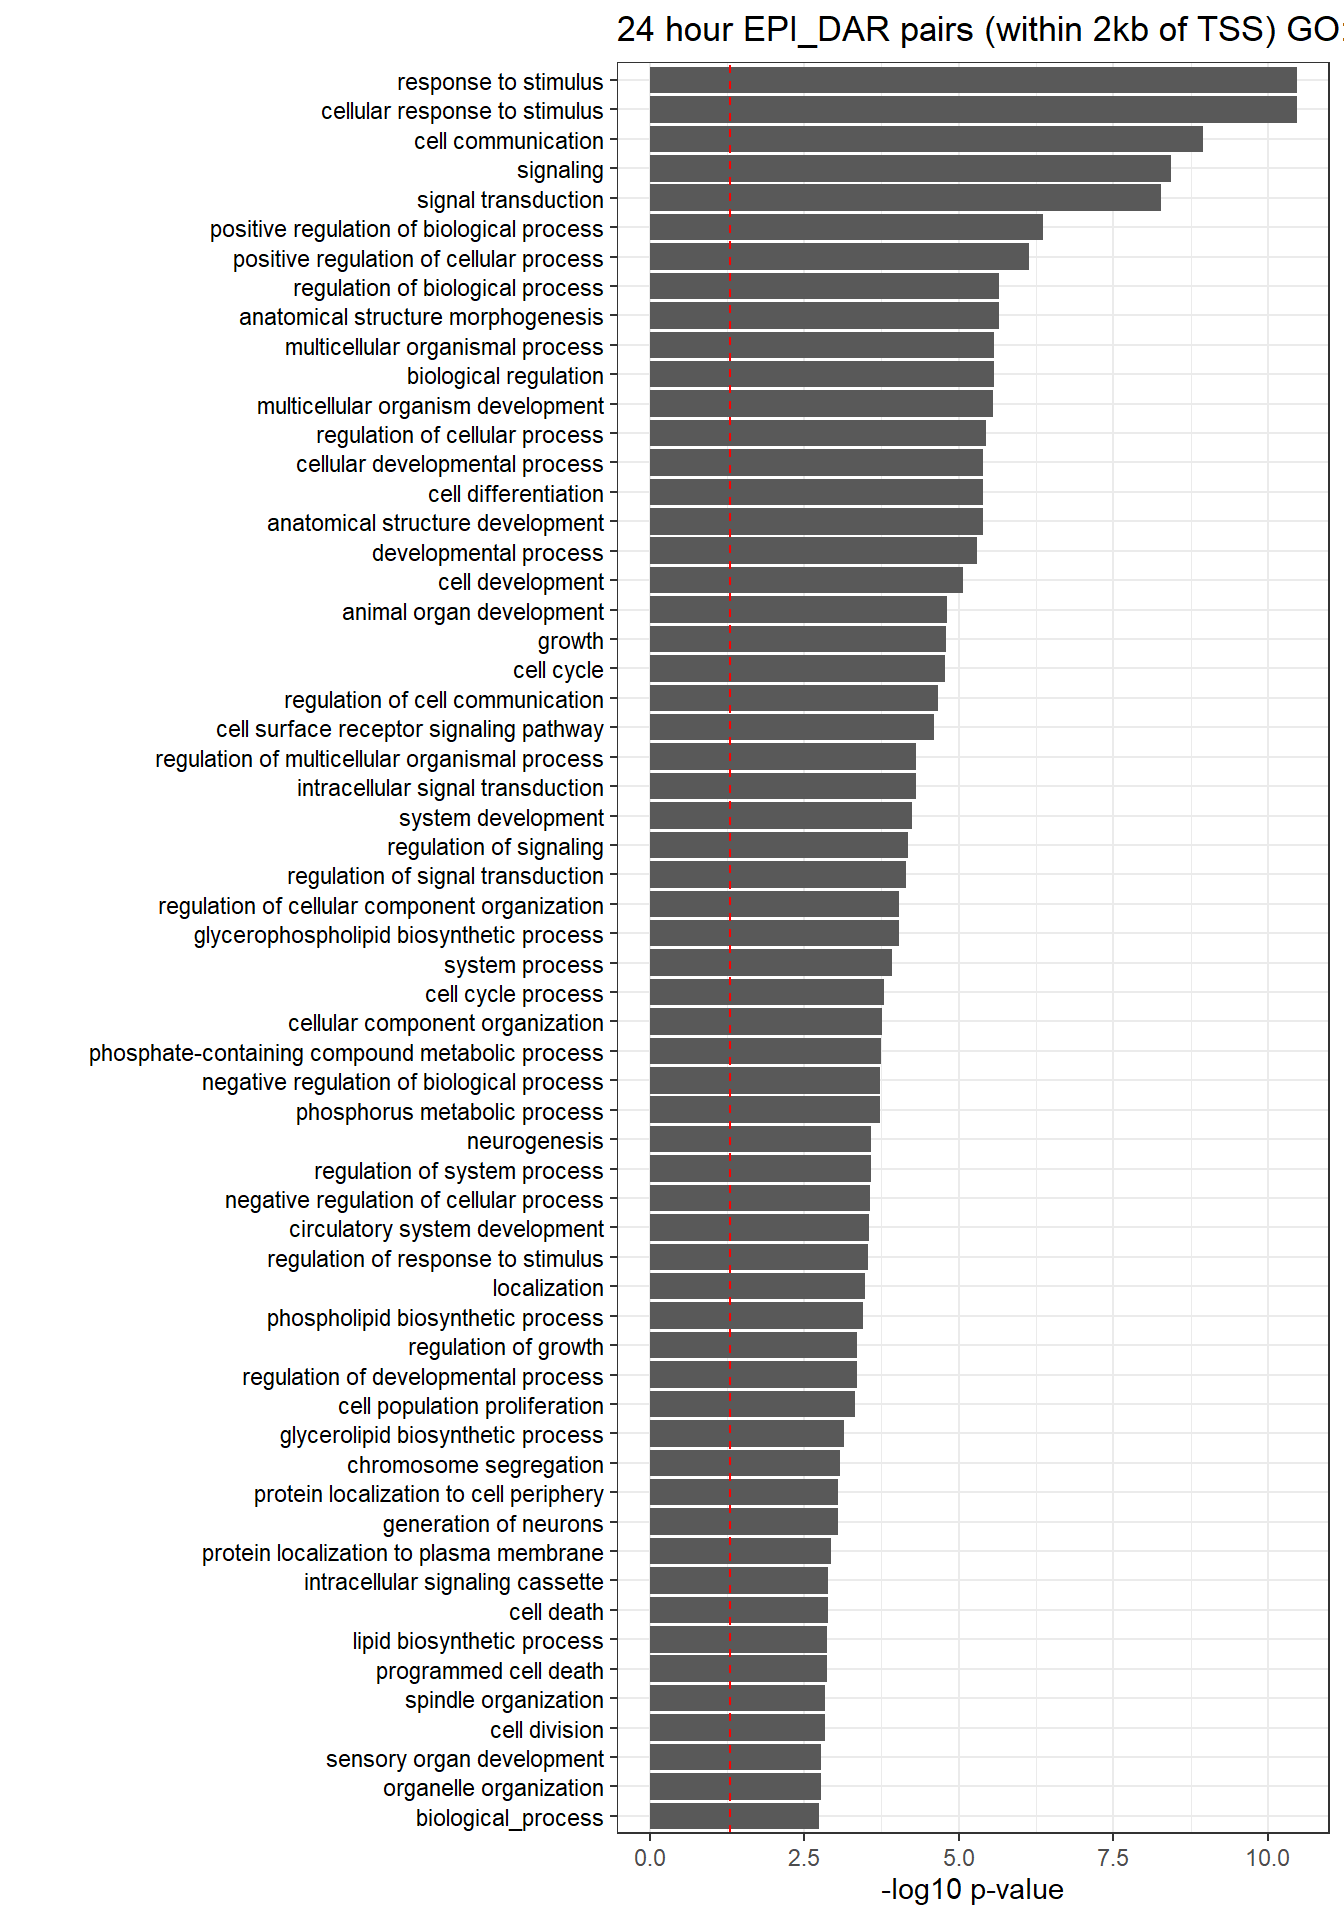 24 hour EPI_DAR pairs (within 2kb of TSS) GO:
response to stimulus
cellular response to stimulus
cell communication
signaling
signal transduction
positive regulation of biological process
positive regulation of cellular process
regulation of biological process
anatomical structure morphogenesis
multicellular organismal process
biological regulation
multicellular organism development
regulation of cellular process
cellular developmental process
cell differentiation
anatomical structure development
developmental process
cell development
animal organ development
growth
cell cycle
regulation of cell communication
cell surface receptor signaling pathway
regulation of multicellular organismal process
intracellular signal transduction
system development
regulation of signaling
regulation of signal transduction
regulation of cellular component organization
glycerophospholipid biosynthetic process
system process
cell cycle process
cellular component organization
phosphate-containing compound metabolic process
negative regulation of biological process
phosphorus metabolic process
neurogenesis
regulation of system process
negative regulation of cellular process
circulatory system development
regulation of response to stimulus
localization
phospholipid biosynthetic process
regulation of growth
regulation of developmental process
cell population proliferation
glycerolipid biosynthetic process
chromosome segregation
protein localization to cell periphery
generation of neurons
protein localization to plasma membrane
intracellular signaling cassette
cell death
lipid biosynthetic process
programmed cell death
spindle organization
cell division
sensory organ development
organelle organization
biological_process
0.0 2.5 5.0 7.5 10.0
-log10 p-value